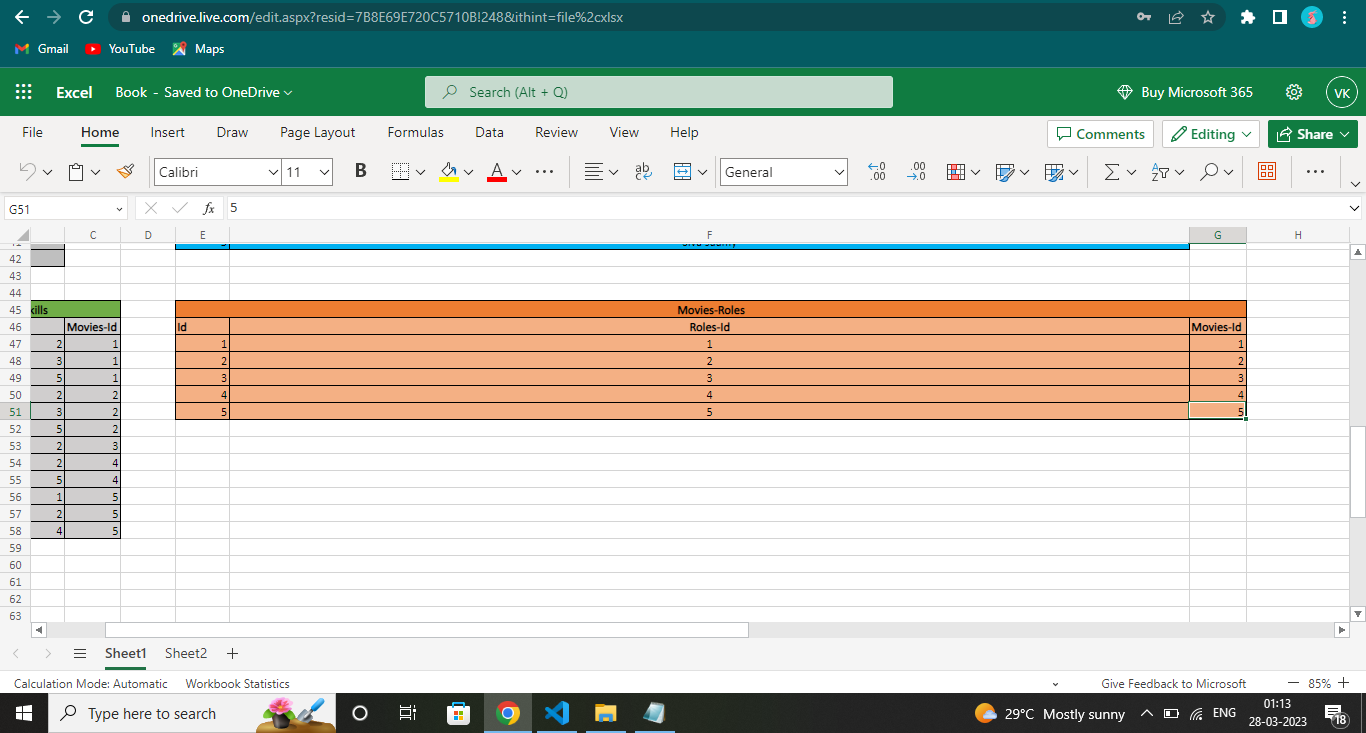 onedrive.live.com/edit.aspx?resid=7B8E69E720C5710B!248&ithint=file%2cxlsx
Gmail YouTube Maps
Excel Book - Saved to OneDrive Search (Alt + Q) Buy Microsoft 365 VK
File Home Insert Draw Page Layout Formulas Data Review View Help Comments Editing Share
Calibri 11 B A ab General
G51 fx 5
C D E F G H
42
43
44
45 kills Movies-Roles
46 Movies-Id Id Roles-Id Movies-Id
47 2 1 1 1 1
48 3 1 2 2 2
49 5 1 3 3 3
50 2 2 4 4 4
51 3 2 5 5 5
52 5 2
53 2 3
54 2 4
55 5 4
56 1 5
57 2 5
58 4 5
59
60
61
62
63
Sheet1 Sheet2
Calculation Mode: Automatic Workbook Statistics Give Feedback to Microsoft 85%
Type here to search 29°C Mostly sunny ENG 01:13
28-03-2023 18